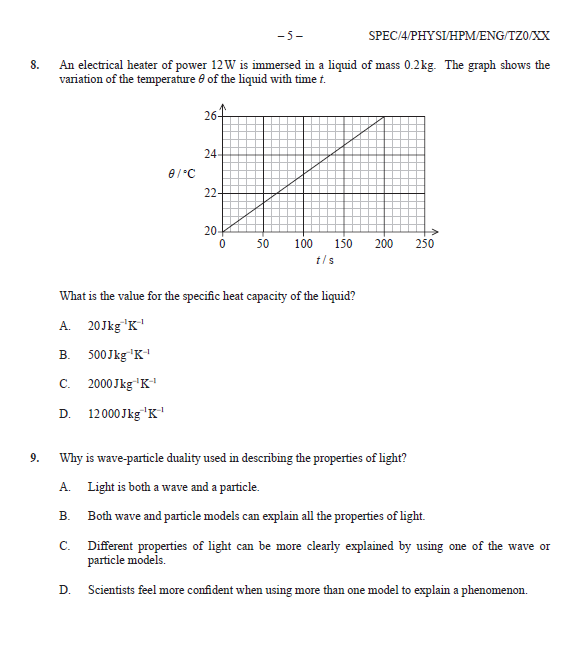 – 5 –
SPEC/4/PHYSI/HPM/ENG/TZ0/XX
8. An electrical heater of power 12 W is immersed in a liquid of mass 0.2 kg. The graph shows the
variation of the temperature θ of the liquid with time t.
26
24
θ / °C
22
20
0 50 100 150 200 250
t / s
What is the value for the specific heat capacity of the liquid?
A. 20 J kg⁻¹ K⁻¹
B. 500 J kg⁻¹ K⁻¹
C. 2000 J kg⁻¹ K⁻¹
D. 12 000 J kg⁻¹ K⁻¹
9. Why is wave-particle duality used in describing the properties of light?
A. Light is both a wave and a particle.
B. Both wave and particle models can explain all the properties of light.
C. Different properties of light can be more clearly explained by using one of the wave or
particle models.
D. Scientists feel more confident when using more than one model to explain a phenomenon.